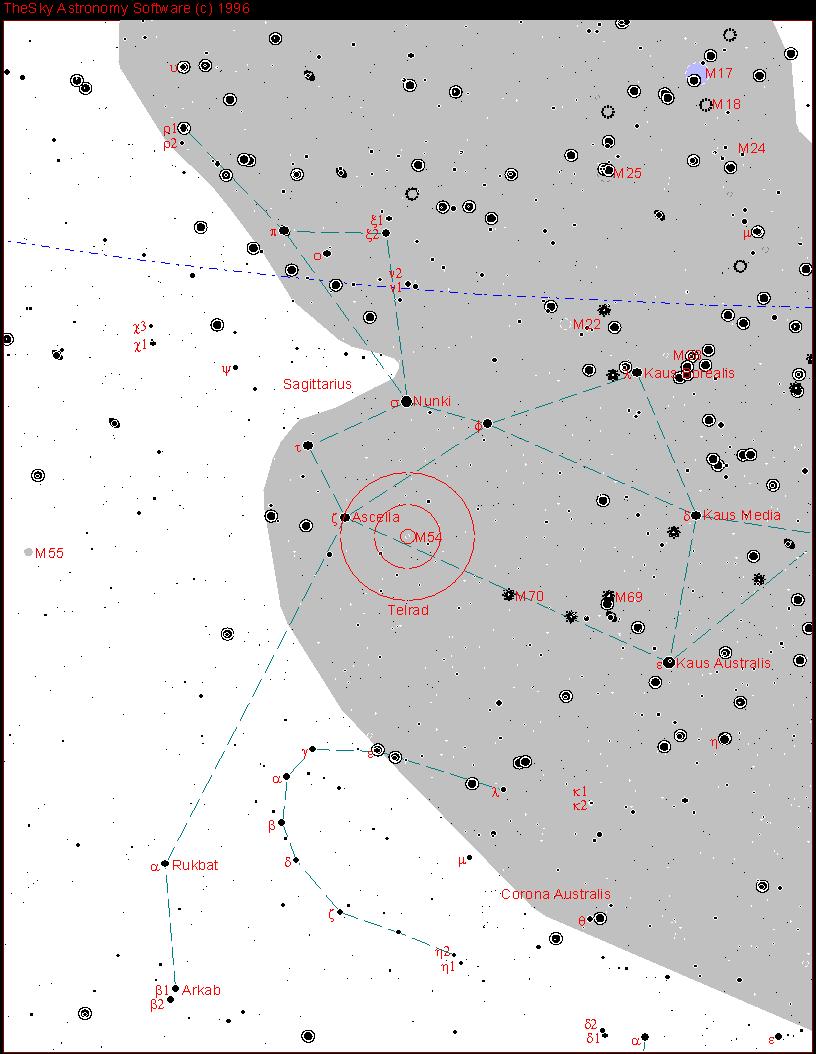 TheSky Astronomy Software (c) 1996
υ
M17
M18
ρ1
ρ2
M24
M25
ξ1
ξ2
π
μ
ο
ν2
ν1
χ3
χ1
M22
ψ
λ Kaus Borealis
Sagittarius
σ Nunki
φ
τ
ζ Ascella
δ Kaus Media
M54
M55
M70
M69
Telrad
ε Kaus Australis
γ
ε
η
α
λ
κ1
κ2
β
δ
μ
α Rukbat
Corona Australis
ζ
θ
η2
η1
β1 Arkab
β2
δ2
δ1
α
ε